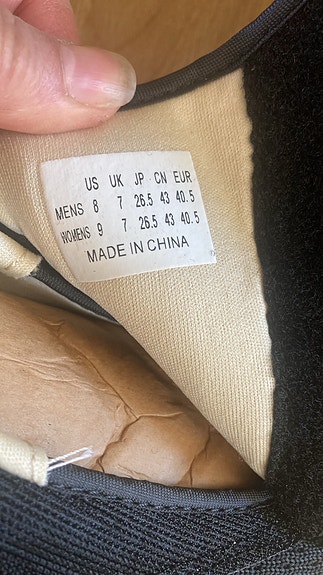 US UK JP CN EUR
MENS 8 7 26.5 43 40.5
WOMENS 9 7 26.5 43 40.5
MADE IN CHINA